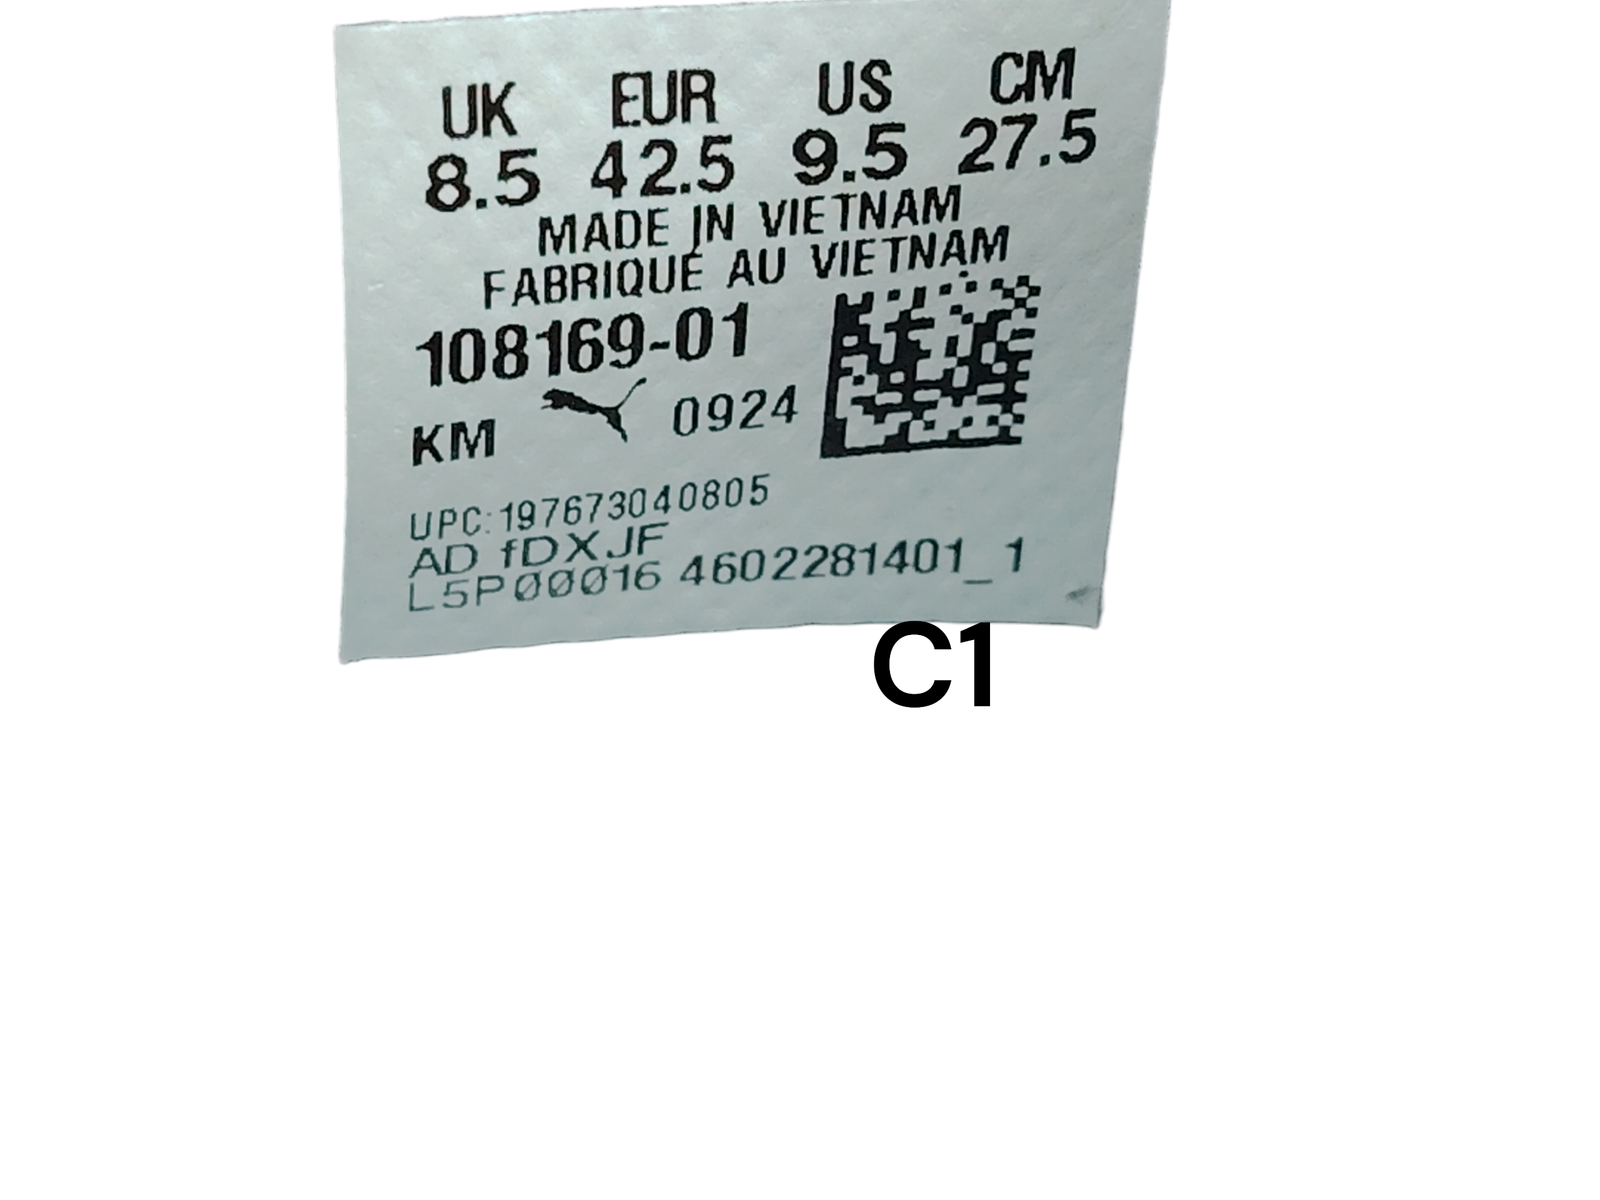 UK EUR US CM
8.5 42.5 9.5 27.5
MADE IN VIETNAM
FABRIQUÉ AU VIETNAM
108169-01
KM 0924
UPC:197673040805
AD fDXJF
L5P00016 4602281401_1
C1